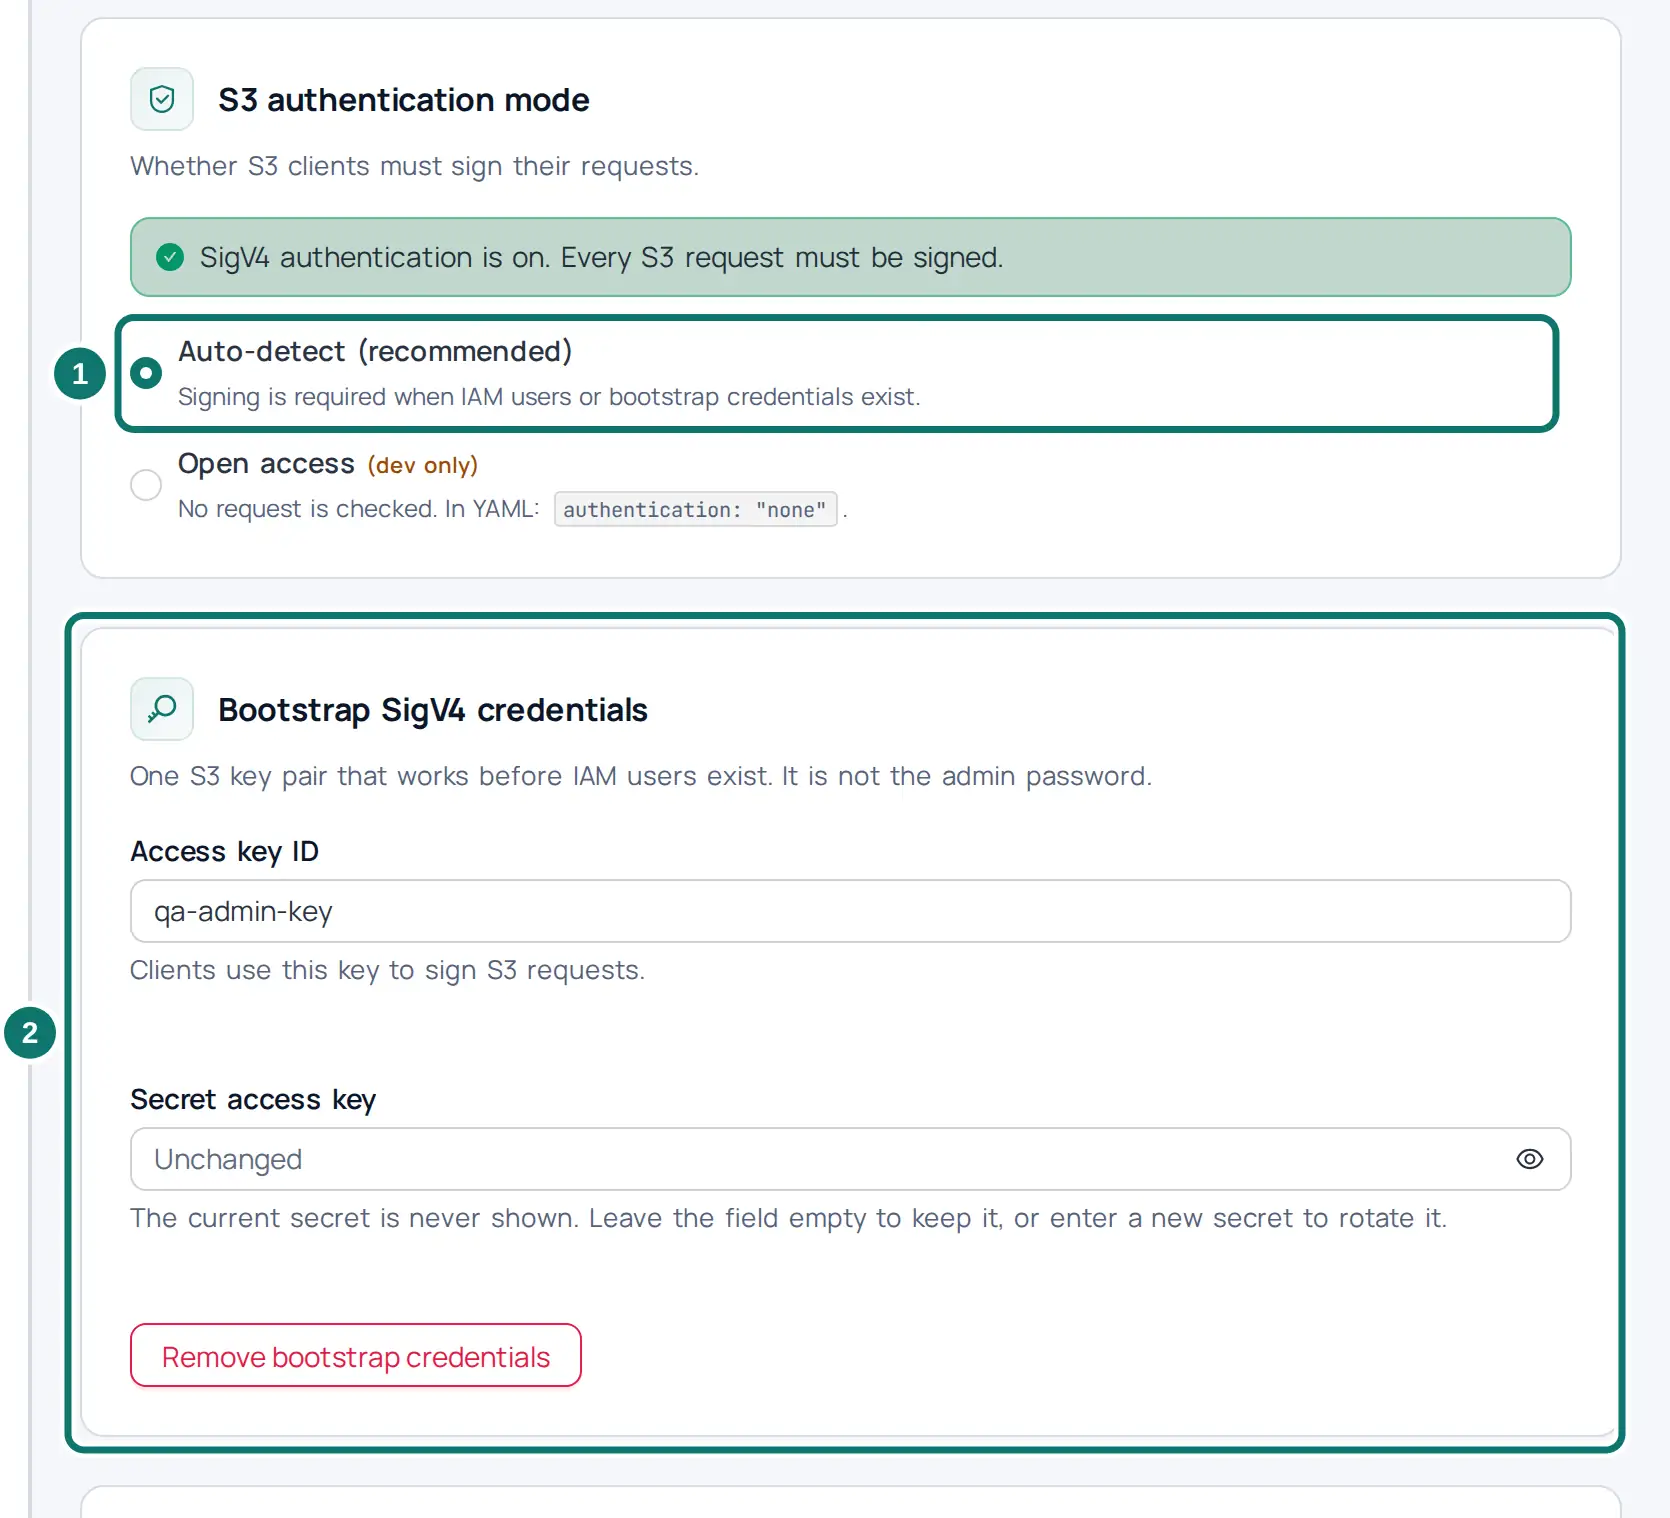 S3 authentication mode
Whether S3 clients must sign their requests.
SigV4 authentication is on. Every S3 request must be signed.
1
Auto-detect (recommended)
Signing is required when IAM users or bootstrap credentials exist.
Open access (dev only)
No request is checked. In YAML: authentication: "none" .
2
Bootstrap SigV4 credentials
One S3 key pair that works before IAM users exist. It is not the admin password.
Access key ID
qa-admin-key
Clients use this key to sign S3 requests.
Secret access key
Unchanged
The current secret is never shown. Leave the field empty to keep it, or enter a new secret to rotate it.
Remove bootstrap credentials